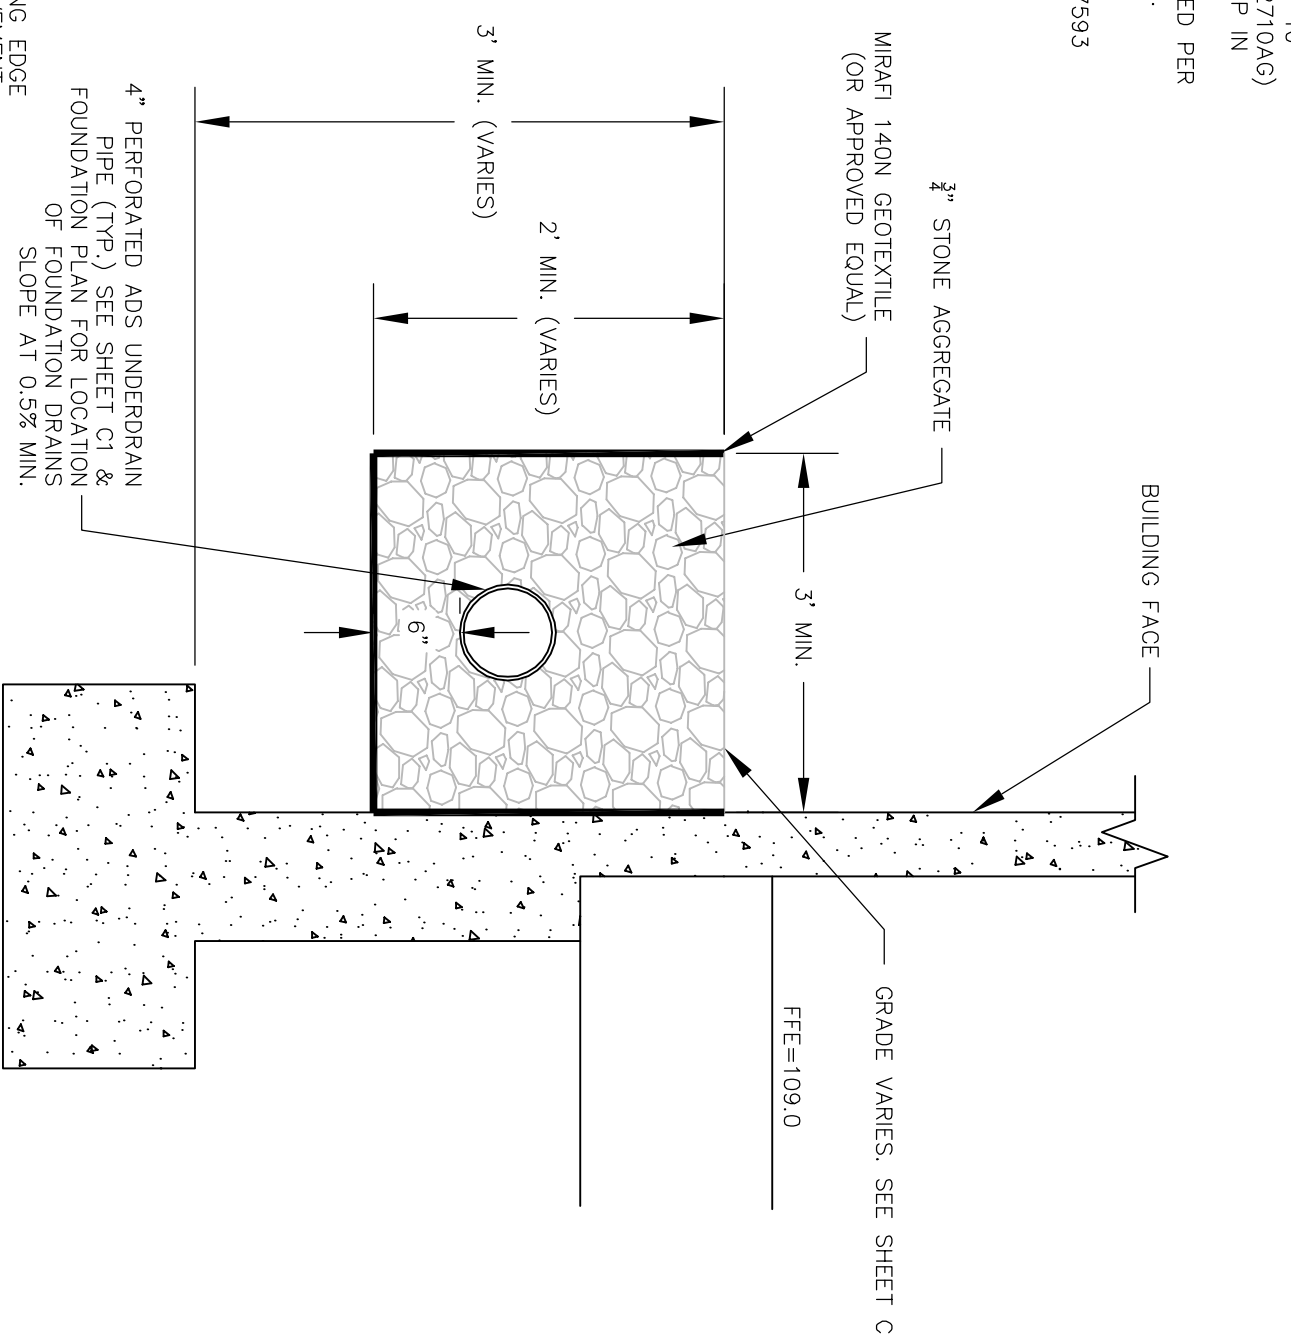 2710AG)
P IN
ED PER
7593
BUILDING FACE
3/4" STONE AGGREGATE
MIRAFI 140N GEOTEXTILE
(OR APPROVED EQUAL)
GRADE VARIES. SEE SHEET C
3' MIN.
FFE=109.0
2' MIN. (VARIES)
3' MIN. (VARIES)
6"
4" PERFORATED ADS UNDERDRAIN
PIPE (TYP.) SEE SHEET C1 &
FOUNDATION PLAN FOR LOCATION
OF FOUNDATION DRAINS
SLOPE AT 0.5% MIN.
NG EDGE